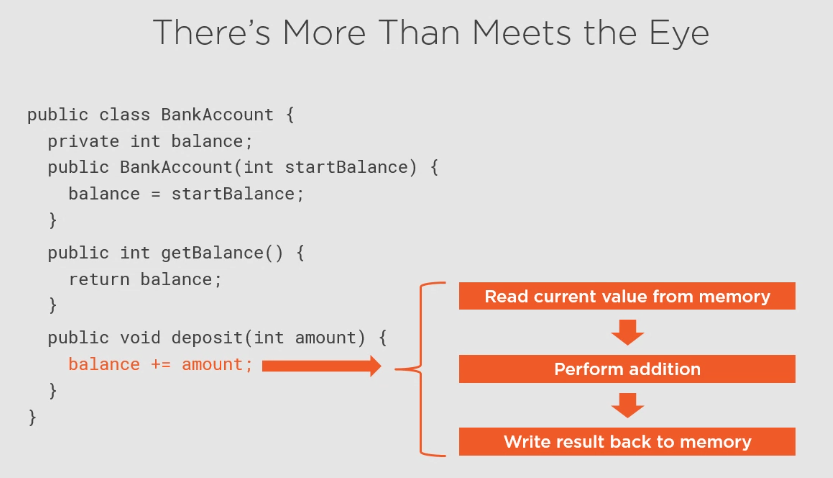 There's More Than Meets the Eye
public class BankAccount {
private int balance;
public BankAccount(int startBalance) {
balance = startBalance;
}
public int getBalance() {
return balance;
}
public void deposit(int amount) {
balance += amount;
}
}
Read current value from memory
Perform addition
Write result back to memory